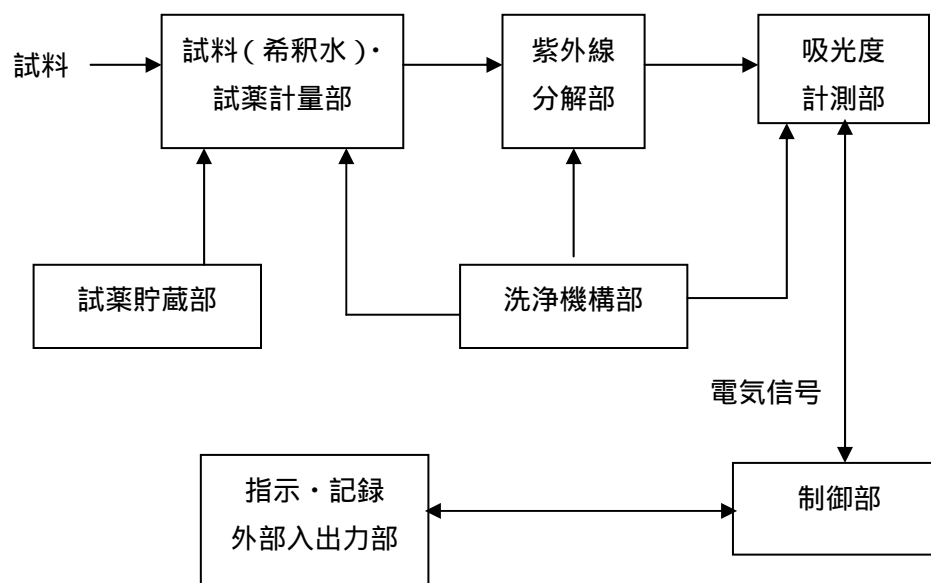 試料
試料(希釈水)・
試薬計量部
紫外線
分解部
吸光度
計測部
試薬貯蔵部
洗浄機構部
電気信号
指示・記録
外部入出力部
制御部